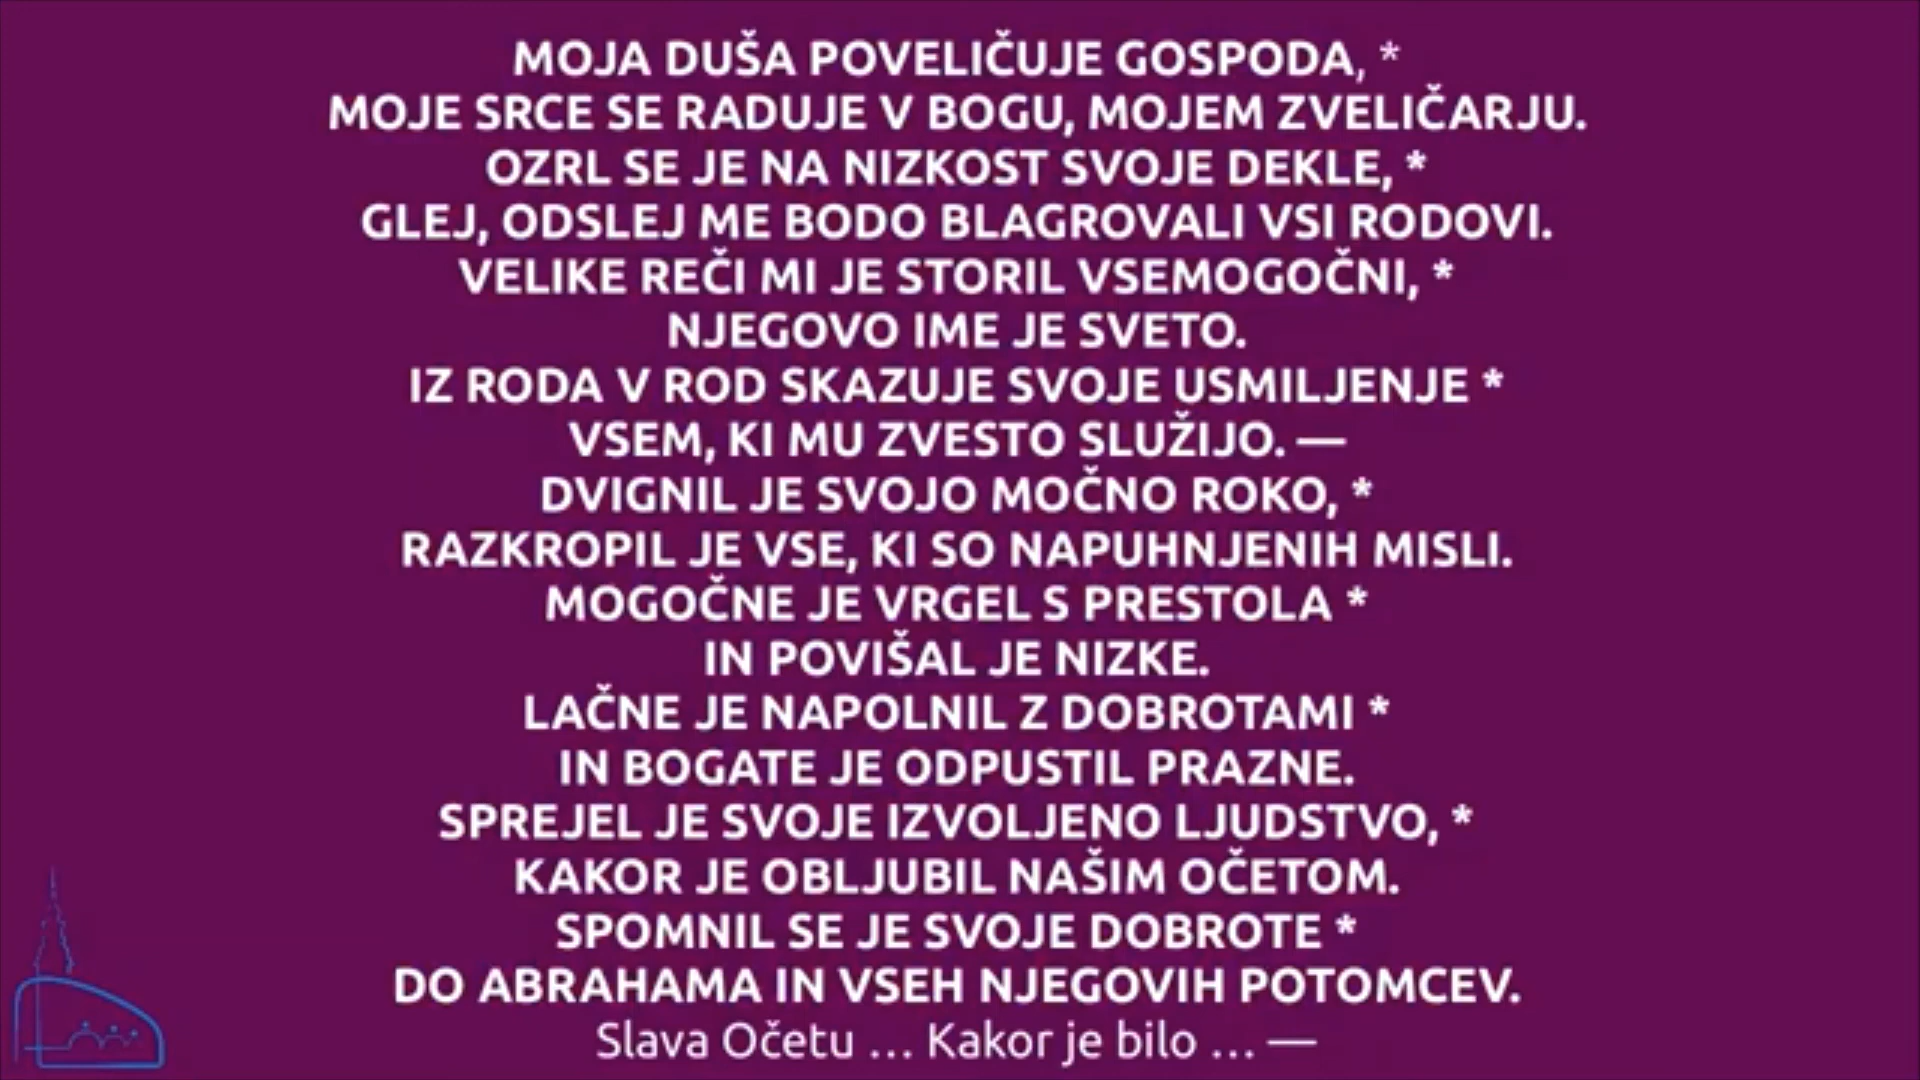 MOJA DUŠA POVELIČUJE GOSPODA, *
MOJE SRCE SE RADUJE V BOGU, MOJEM ZVELIČARJU.
OZRL SE JE NA NIZKOST SVOJE DEKLE, *
GLEJ, ODSLEJ ME BODO BLAGROVALI VSI RODOVI.
VELIKE REČI MI JE STORIL VSEMOGOČNI, *
NJEGOVO IME JE SVETO.
IZ RODA V ROD SKAZUJE SVOJE USMILJENJE *
VSEM, KI MU ZVESTO SLUŽIJO. —
DVIGNIL JE SVOJO MOČNO ROKO, *
RAZKROPIL JE VSE, KI SO NAPUHNJENIH MISLI.
MOGOČNE JE VRGEL S PRESTOLA *
IN POVIŠAL JE NIZKE.
LAČNE JE NAPOLNIL Z DOBROTAMI *
IN BOGATE JE ODPUSTIL PRAZNE.
SPREJEL JE SVOJE IZVOLJENO LJUDSTVO, *
KAKOR JE OBLJUBIL NAŠIM OČETOM.
SPOMNIL SE JE SVOJE DOBROTE *
DO ABRAHAMA IN VSEH NJEGOVIH POTOMCEV.
Slava Očetu … Kakor je bilo … —